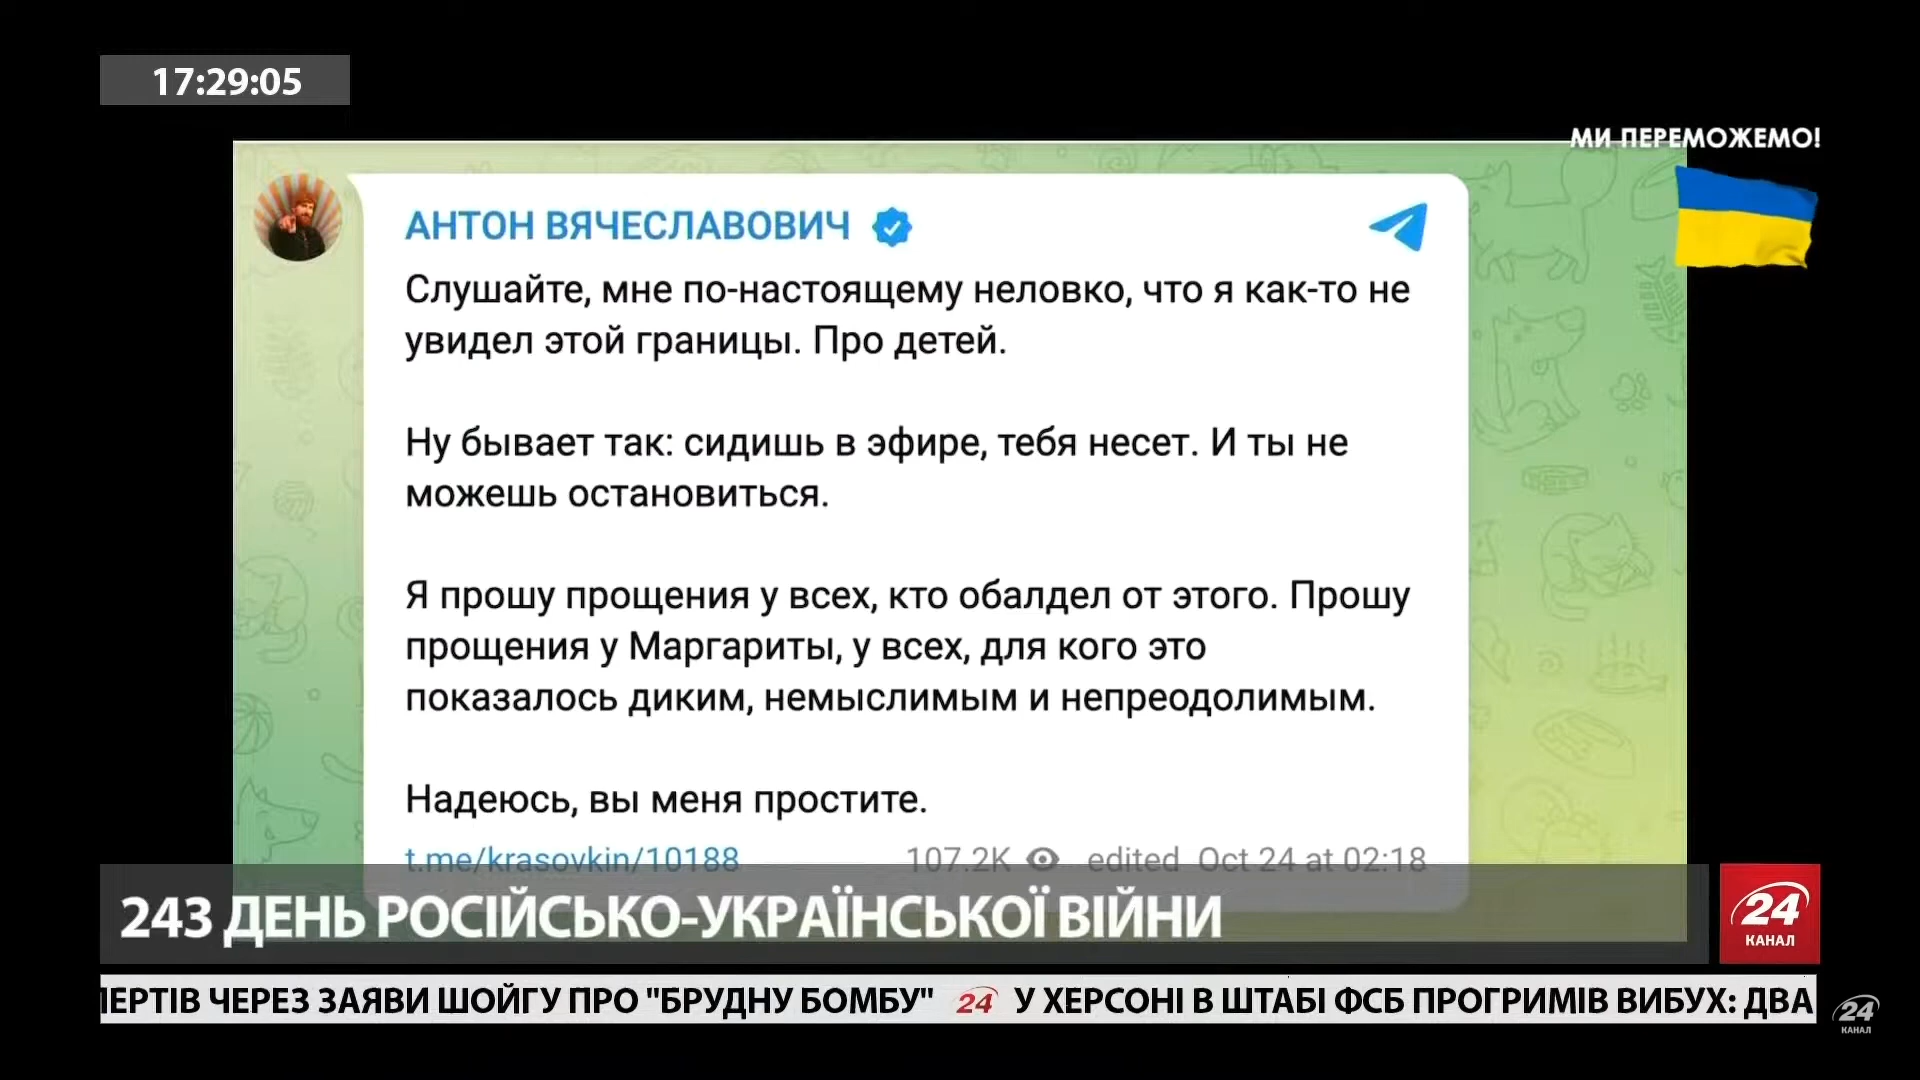 17:29:05
МИ ПЕРЕМОЖЕМО!
АНТОН ВЯЧЕСЛАВОВИЧ
Слушайте, мне по-настоящему неловко, что я как-то не
увидел этой границы. Про детей.
Ну бывает так: сидишь в эфире, тебя несет. И ты не
можешь остановиться.
Я прошу прощения у всех, кто обалдел от этого. Прошу
прощения у Маргариты, у всех, для кого это
показалось диким, немыслимым и непреодолимым.
Надеюсь, вы меня простите.
t.me/krasovkin/10188 107.2K edited Oct 24 at 02:18
243 ДЕНЬ РОСІЙСЬКО-УКРАЇНСЬКОЇ ВІЙНИ
24
КАНАЛ
ЧЕРЕЗ ЗАЯВИ ШОЙГУ ПРО "БРУДНУ БОМБУ" 24 У ХЕРСОНІ В ШТАБІ ФСБ ПРОГРИМІВ ВИБУХ: ДВА
24
КАНАЛ